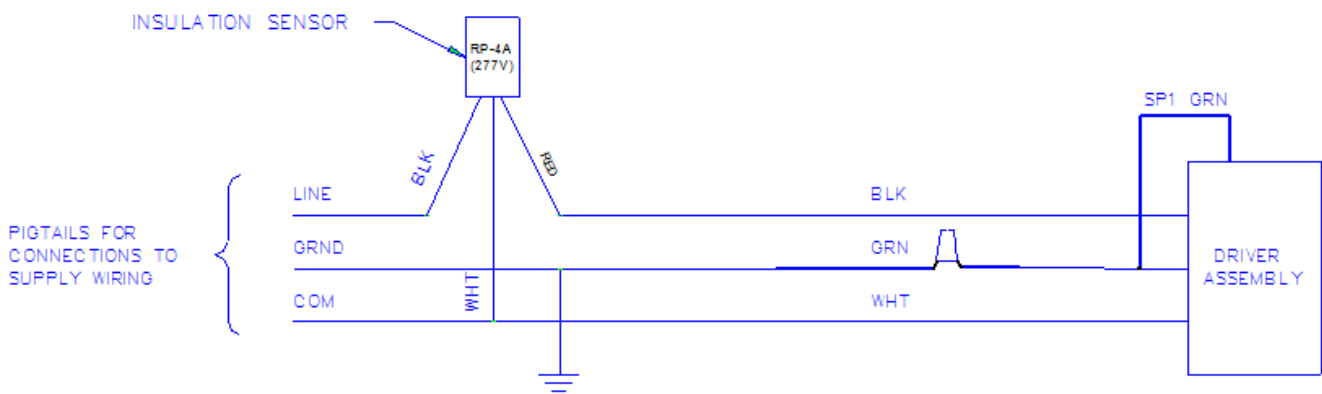 INSULATION SENSOR
RP-4A
(277V)
SP1 GRN
BLK
RED
LINE
BLK
PIGTAILS FOR
CONNECTIONS TO
SUPPLY WIRING
GRND
GRN
DRIVER
ASSEMBLY
COM
WHT
WHT